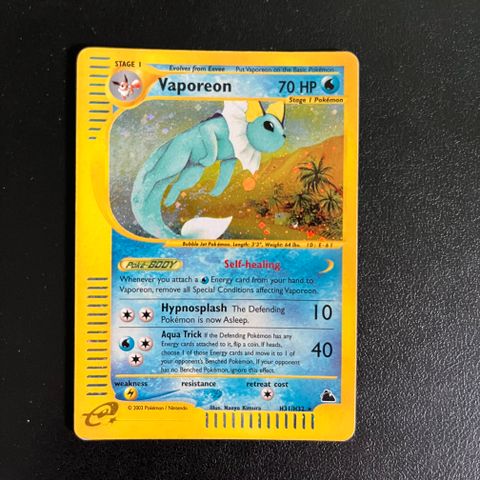 STAGE 1
Evolves from Eevee
Put Vaporeon on the Basic Pokémon
Vaporeon
70 HP
Stage 1 Pokémon
Bubble Jet Pokémon. Length: 3'3", Weight: 64 lbs.
Poké-BODY
Self-healing
Whenever you attach a Energy card from your hand to
Vaporeon, remove all Special Conditions affecting Vaporeon.
Hypnosplash The Defending
Pokémon is now Asleep.
10
Aqua Trick If the Defending Pokémon has any
Energy cards attached to it, flip a coin. If heads,
choose 1 of those Energy cards and move it to 1 of
your opponent's Benched Pokémon. If your opponent
has no Benched Pokémon, ignore this effect.
40
weakness
resistance
retreat cost
e
© 2003 Pokémon / Nintendo
Illus. Naoyo Kimura
H31/H32